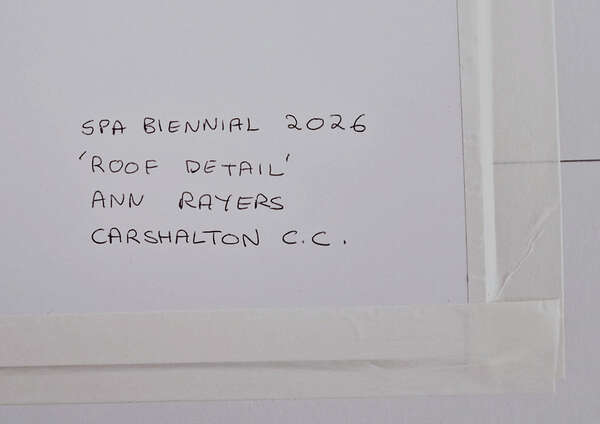 SPA BIENNIAL 2026
'ROOF DETAIL'
ANN RAYERS
CARSHALTON C.C.